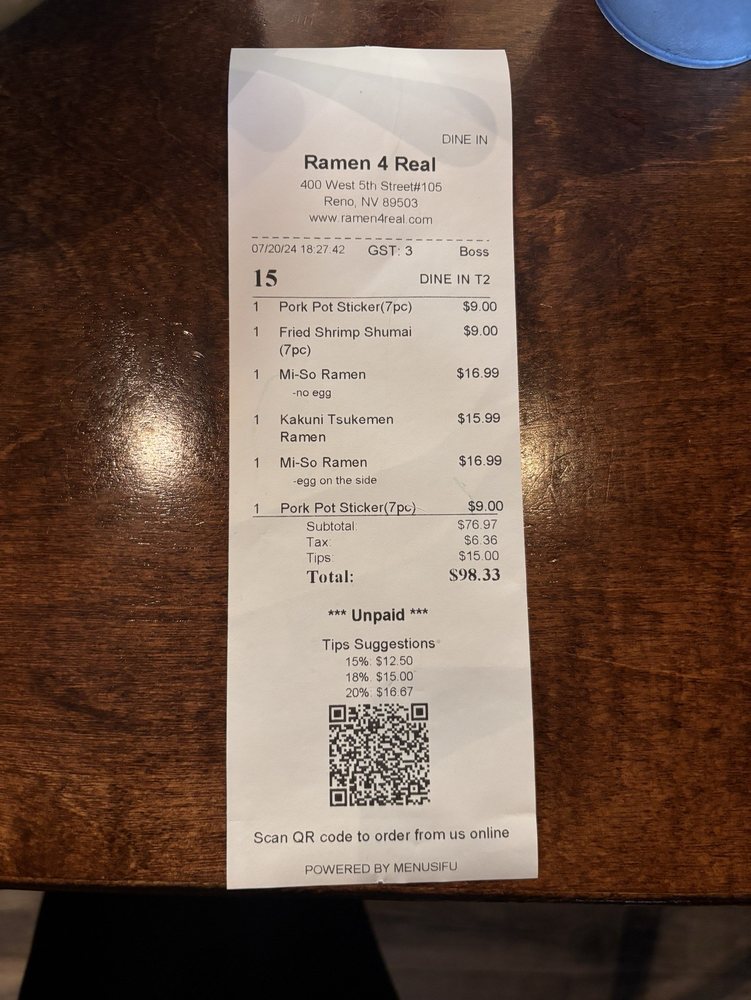 DINE IN
Ramen 4 Real
400 West 5th Street#105
Reno, NV 89503
www.ramen4real.com
07/20/24 18:27:42 GST: 3 Boss
15 DINE IN T2
1 Pork Pot Sticker(7pc) $9.00
1 Fried Shrimp Shumai $9.00
(7pc)
1 Mi-So Ramen $16.99
-no egg
1 Kakuni Tsukemen $15.99
Ramen
1 Mi-So Ramen $16.99
-egg on the side
1 Pork Pot Sticker(7pc) $9.00
Subtotal: $76.97
Tax: $6.36
Tips: $15.00
Total: $98.33
*** Unpaid ***
Tips Suggestions
15%: $12.50
18%: $15.00
20%: $16.67
Scan QR code to order from us online
POWERED BY MENUSIFU